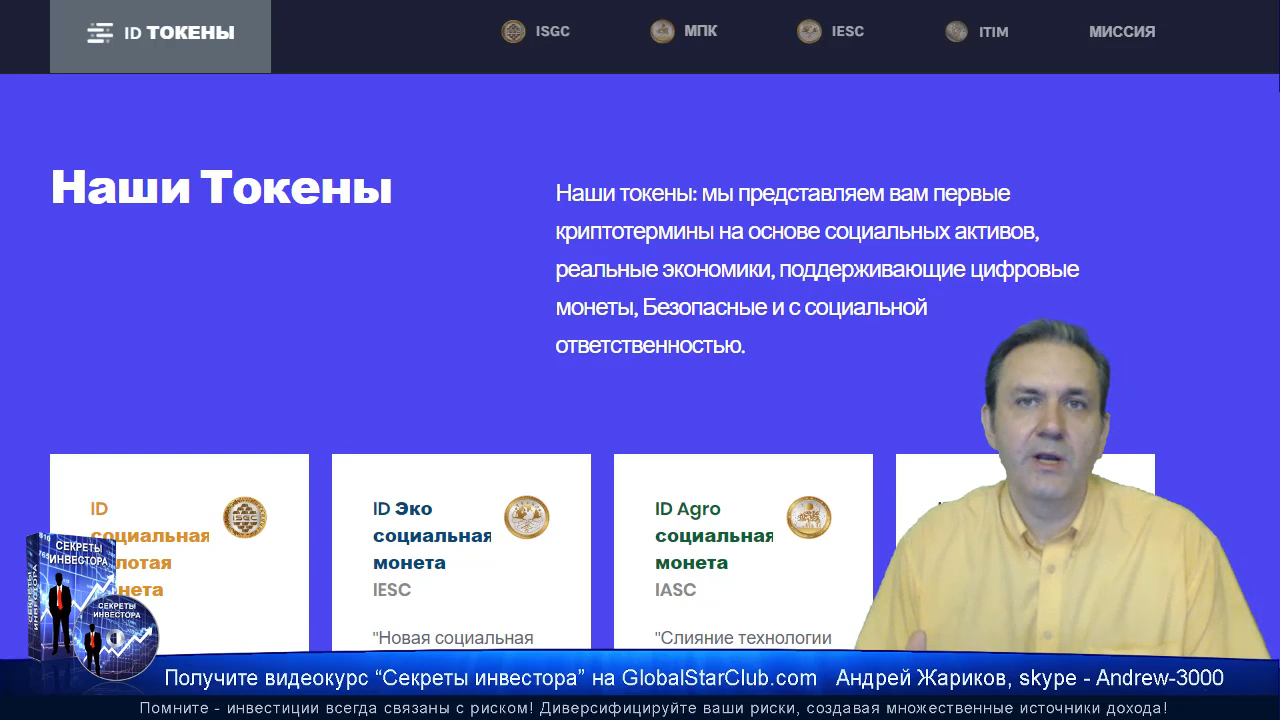 ID ТОКЕНЫ
ISGC
МПК
IESC
ITIM
МИССИЯ
Наши Токены
Наши токены: мы представляем вам первые
криптотермины на основе социальных активов,
реальные экономики, поддерживающие цифровые
монеты, Безопасные и с социальной
ответственностью.
ID
социальная
лотая
нета
ISGC
ID Эко
социальная
монета
IESC
"Новая социальная
ID Agro
социальная
монета
IASC
"Слияние технологии
СЕКРЕТЫ
ИНВЕСТОРА
СЕКРЕТЫ
ИНВЕСТОРА
Получите видеокурс “Секреты инвестора” на GlobalStarClub.com Андрей Жариков, skype - Andrew-3000
Помните - инвестиции всегда связаны с риском! Диверсифицируйте ваши риски, создавая множественные источники дохода!